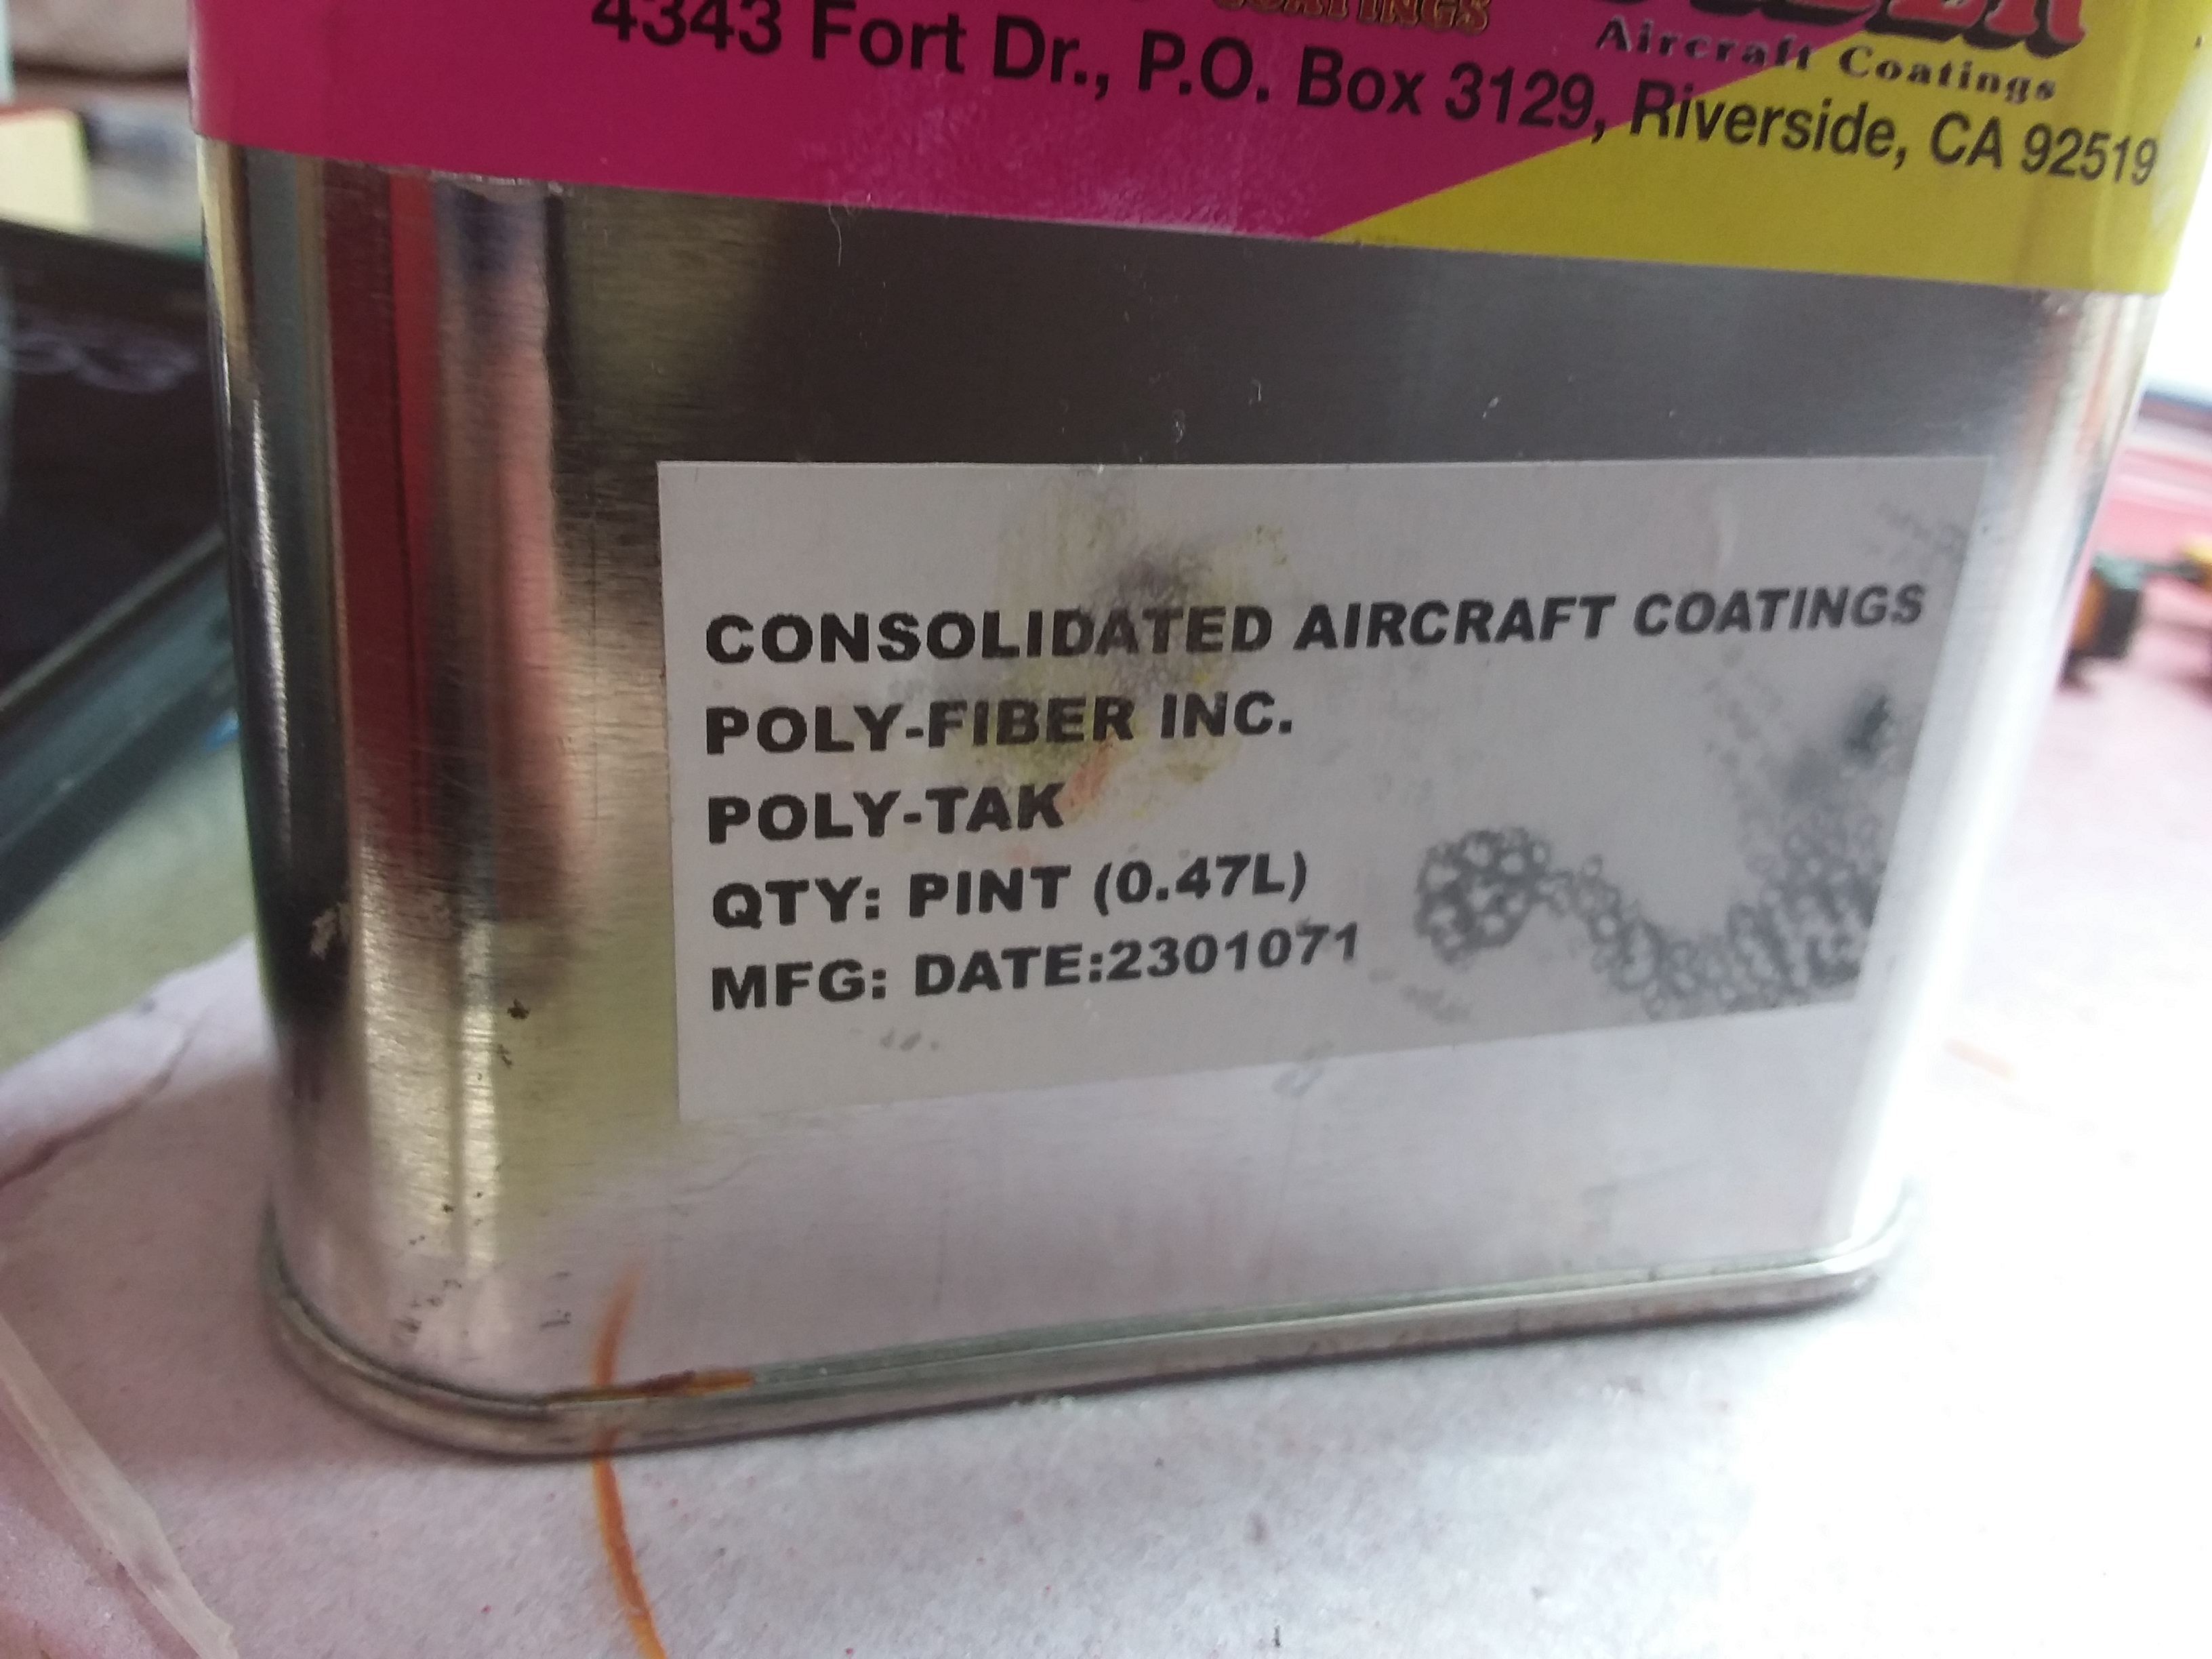 COATINGS
Aircraft Coatings
4343 Fort Dr., P.O. Box 3129, Riverside, CA 92519
CONSOLIDATED AIRCRAFT COATINGS
POLY-FIBER INC.
POLY-TAK
QTY: PINT (0.47L)
MFG: DATE:2301071